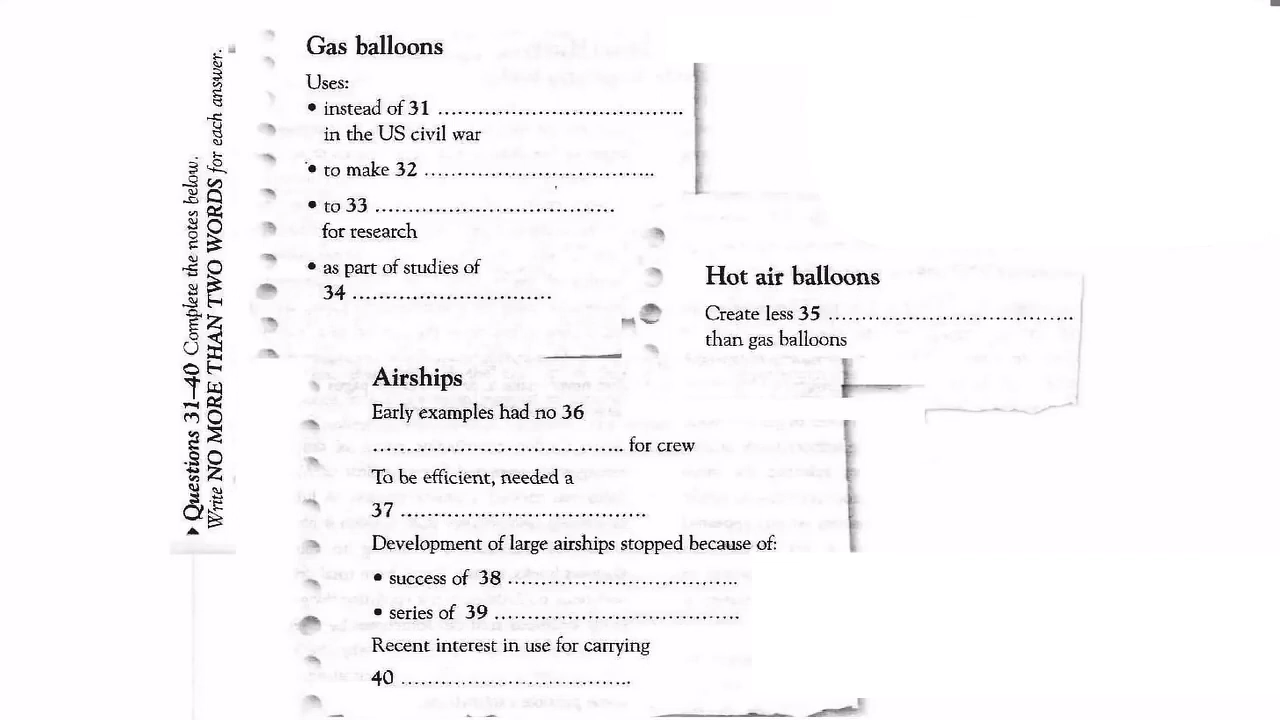 ▶ Questions 31–40 Complete the notes below.
Write NO MORE THAN TWO WORDS for each answer.
Gas balloons
Uses:
• instead of 31 ....................................
in the US civil war
• to make 32 ..................................
• to 33 ...................................
for research
• as part of studies of
34 .............................
Hot air balloons
Create less 35 ....................................
than gas balloons
Airships
Early examples had no 36
..................................... for crew
To be efficient, needed a
37 ....................................
Development of large airships stopped because of:
• success of 38 ..................................
• series of 39 ....................................
Recent interest in use for carrying
40 ..................................